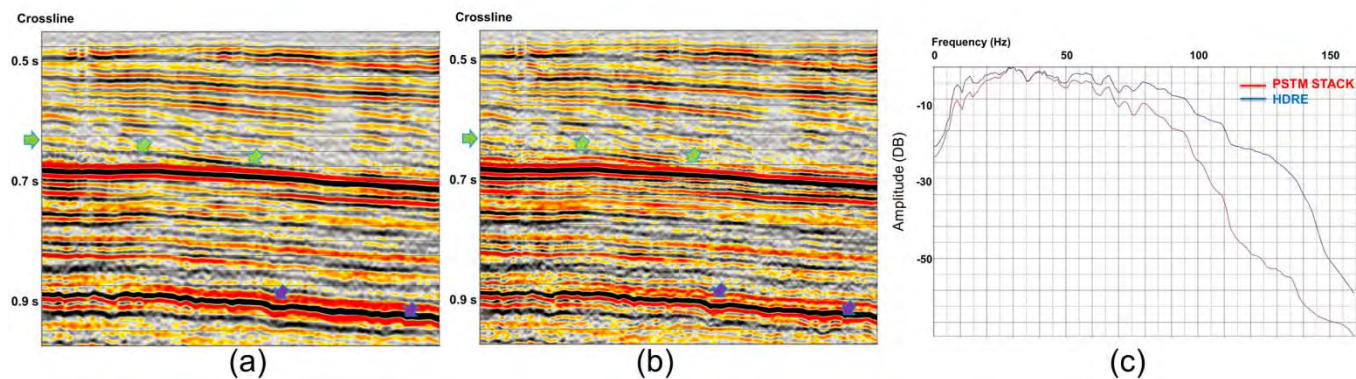 Crossline
0.5 s
0.7 s
0.9 s
(a)
Crossline
0.5 s
0.7 s
0.9 s
(b)
Frequency (Hz)
0 50 100 150
-10
-30
-50
Amplitude (DB)
PSTM STACK
HDRE
(c)